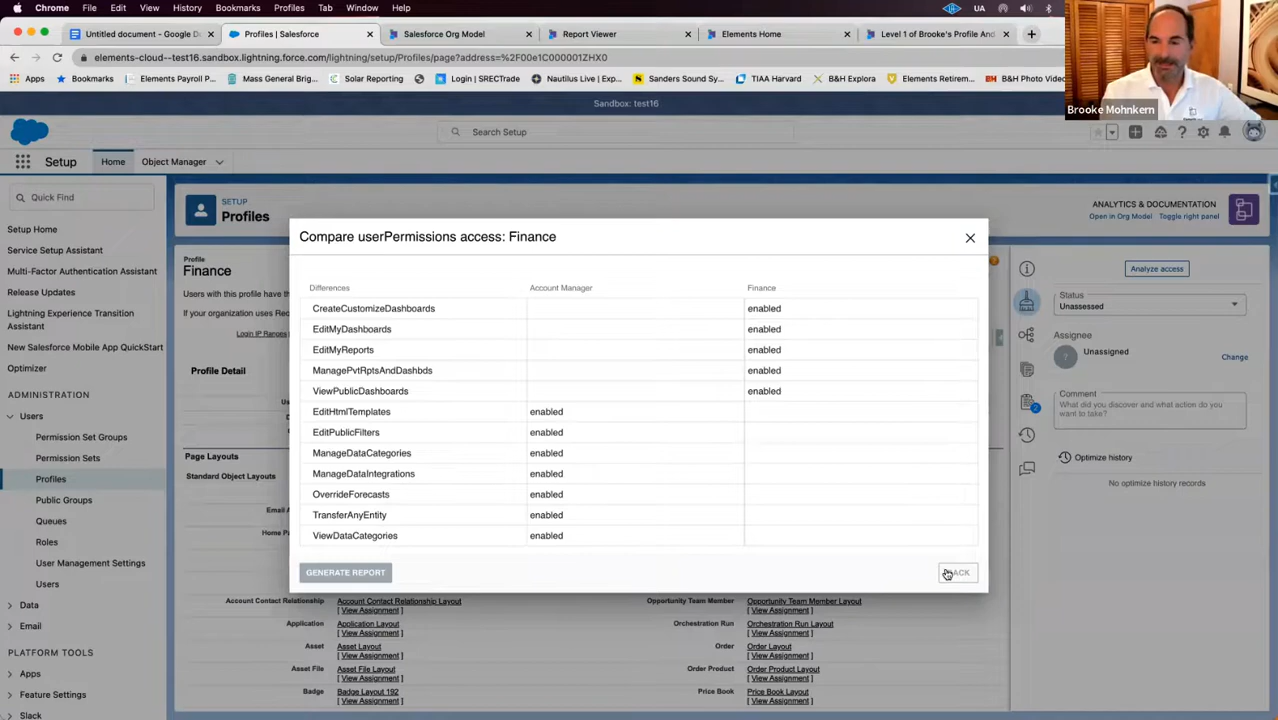 File Edit View History Bookmarks Profiles Tab Window Help UA
Untitled document - Google D Profiles | Salesforce Salesforce Org Model Report Viewer Elements Home Level 1 of Brooke's Profile And
elements-cloud--test16.sandbox.lightning.force.com/lightning/setup/
Apps Bookmarks Elements Payroll P... Mass General Brig... Solar Reporting Login | SRECTrade Nautilus Live | Exp... Sanders Sound Sy... TIAA Harvard B&H Explora Elements Retirem... B&H Photo Video
Brooke Mohnkern
Sandbox: test16
Search Setup
Setup Home Object Manager
Quick Find
Setup Home
Service Setup Assistant
Multi-Factor Authentication Assistant
Release Updates
Lightning Experience Transition
Assistant
New Salesforce Mobile App QuickStart
Optimizer
ADMINISTRATION
Users
Permission Set Groups
Permission Sets
Profiles
Public Groups
Queues
Roles
User Management Settings
Users
Data
Email
PLATFORM TOOLS
Apps
Feature Settings
Slack
SETUP
Profiles
ANALYTICS & DOCUMENTATION
Open in Org Model Toggle right panel
Profile
Finance
Users with this profile have th
If your organization uses Re
Login IP Ranges
Profile Detail
Page Layouts
Standard Object Layouts
Email A
Home Pa
Compare userPermissions access: Finance
Differences Account Manager Finance
CreateCustomizeDashboards enabled
EditMyDashboards enabled
EditMyReports enabled
ManagePvtRptsAndDashbds enabled
ViewPublicDashboards enabled
EditHtmlTemplates enabled
EditPublicFilters enabled
ManageDataCategories enabled
ManageDataIntegrations enabled
OverrideForecasts enabled
TransferAnyEntity enabled
ViewDataCategories enabled
GENERATE REPORT ACK
Account Contact Relationship Account Contact Relationship Layout
[ View Assignment ]
Application Application Layout
[ View Assignment ]
Asset Asset Layout
[ View Assignment ]
Asset File Asset File Layout
[ View Assignment ]
Badge Badge Layout 192
[ View Assignment ]
Opportunity Team Member Opportunity Team Member Layout
[ View Assignment ]
Orchestration Run Orchestration Run Layout
[ View Assignment ]
Order Order Layout
[ View Assignment ]
Order Product Order Product Layout
[ View Assignment ]
Price Book Price Book Layout
[ View Assignment ]
Analyze access
Status
Unassessed
Assignee
? Unassigned Change
Comment
What did you discover and what action do you
want to take?
Optimize history
No optimize history records
2